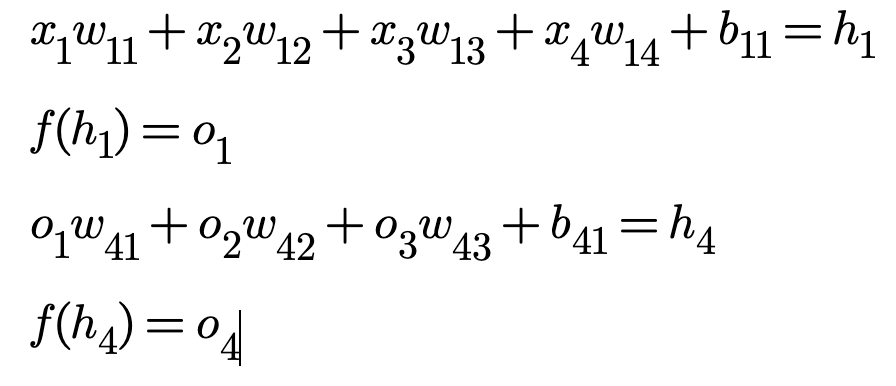 x₁w₁₁ + x₂w₁₂ + x₃w₁₃ + x₄w₁₄ + b₁₁ = h₁
f(h₁) = o₁
o₁w₄₁ + o₂w₄₂ + o₃w₄₃ + b₄₁ = h₄
f(h₄) = o₄